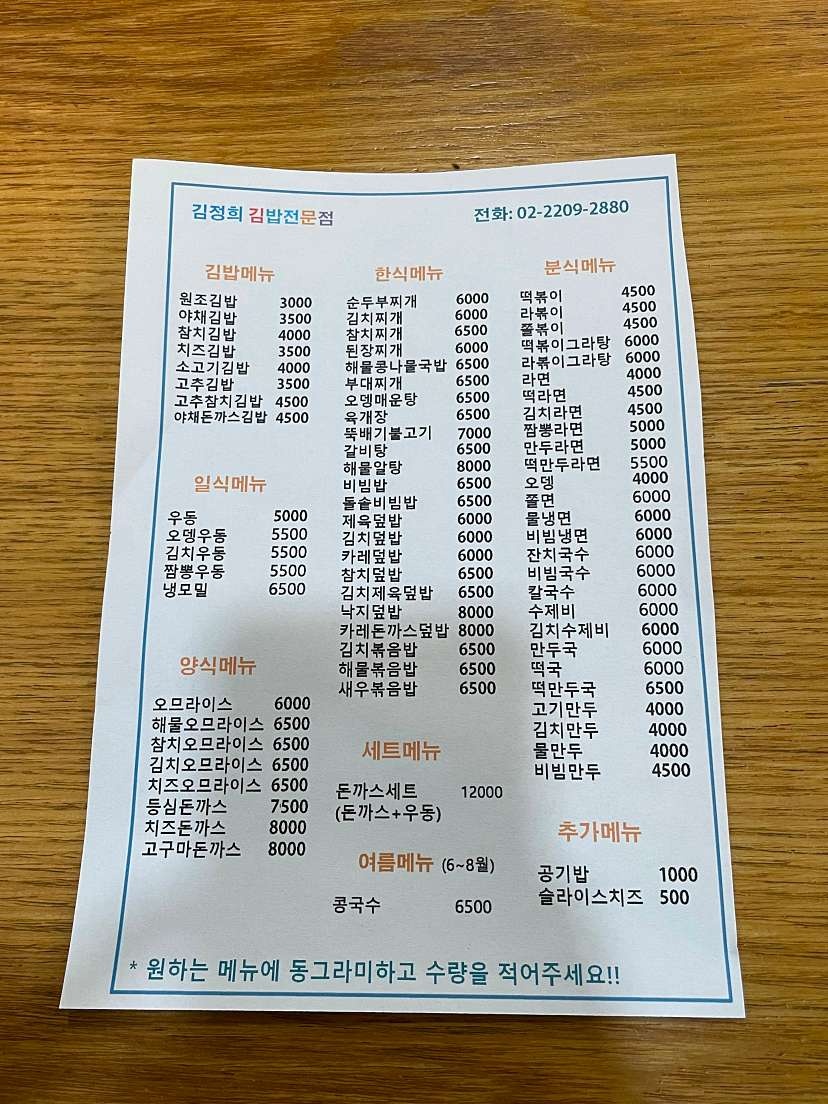 김정희 김밥전문점
전화: 02-2209-2880
김밥메뉴
원조김밥 3000
야채김밥 3500
참치김밥 4000
치즈김밥 3500
소고기김밥 4000
고추김밥 3500
고추참치김밥 4500
야채돈까스김밥 4500
일식메뉴
우동 5000
오뎅우동 5500
김치우동 5500
짬뽕우동 5500
냉모밀 6500
양식메뉴
오므라이스 6000
해물오므라이스 6500
참치오므라이스 6500
김치오므라이스 6500
치즈오므라이스 6500
등심돈까스 7500
치즈돈까스 8000
고구마돈까스 8000
한식메뉴
순두부찌개 6000
김치찌개 6000
참치찌개 6500
된장찌개 6000
해물콩나물국밥 6500
부대찌개 6500
오뎅매운탕 6500
육개장 6500
뚝배기불고기 7000
갈비탕 6500
해물알탕 8000
비빔밥 6500
돌솥비빔밥 6500
제육덮밥 6000
김치덮밥 6000
카레덮밥 6000
참치덮밥 6500
김치제육덮밥 6500
낙지덮밥 8000
카레돈까스덮밥 8000
김치볶음밥 6500
해물볶음밥 6500
새우볶음밥 6500
세트메뉴
돈까스세트 12000
(돈까스+우동)
여름메뉴 (6~8월)
콩국수 6500
분식메뉴
떡볶이 4500
라볶이 4500
쫄볶이 4500
떡볶이그라탕 6000
라볶이그라탕 6000
라면 4000
떡라면 4500
김치라면 4500
짬뽕라면 5000
만두라면 5000
떡만두라면 5500
오뎅 4000
쫄면 6000
물냉면 6000
비빔냉면 6000
잔치국수 6000
비빔국수 6000
칼국수 6000
수제비 6000
김치수제비 6000
만두국 6000
떡국 6000
떡만두국 6500
고기만두 4000
김치만두 4000
물만두 4000
비빔만두 4500
추가메뉴
공기밥 1000
슬라이스치즈 500
* 원하는 메뉴에 동그라미하고 수량을 적어주세요!!